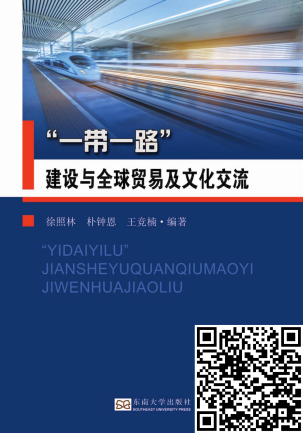 “一带一路”
建设与全球贸易及文化交流
徐照林 朴钟恩 王竞楠·编著
“YIDAIYILU”
JIANSHEYUQUANQIUMAOYI
JIWENHUAJIAOLIU
东南大学出版社
SOUTHEAST UNIVERSITY PRESS